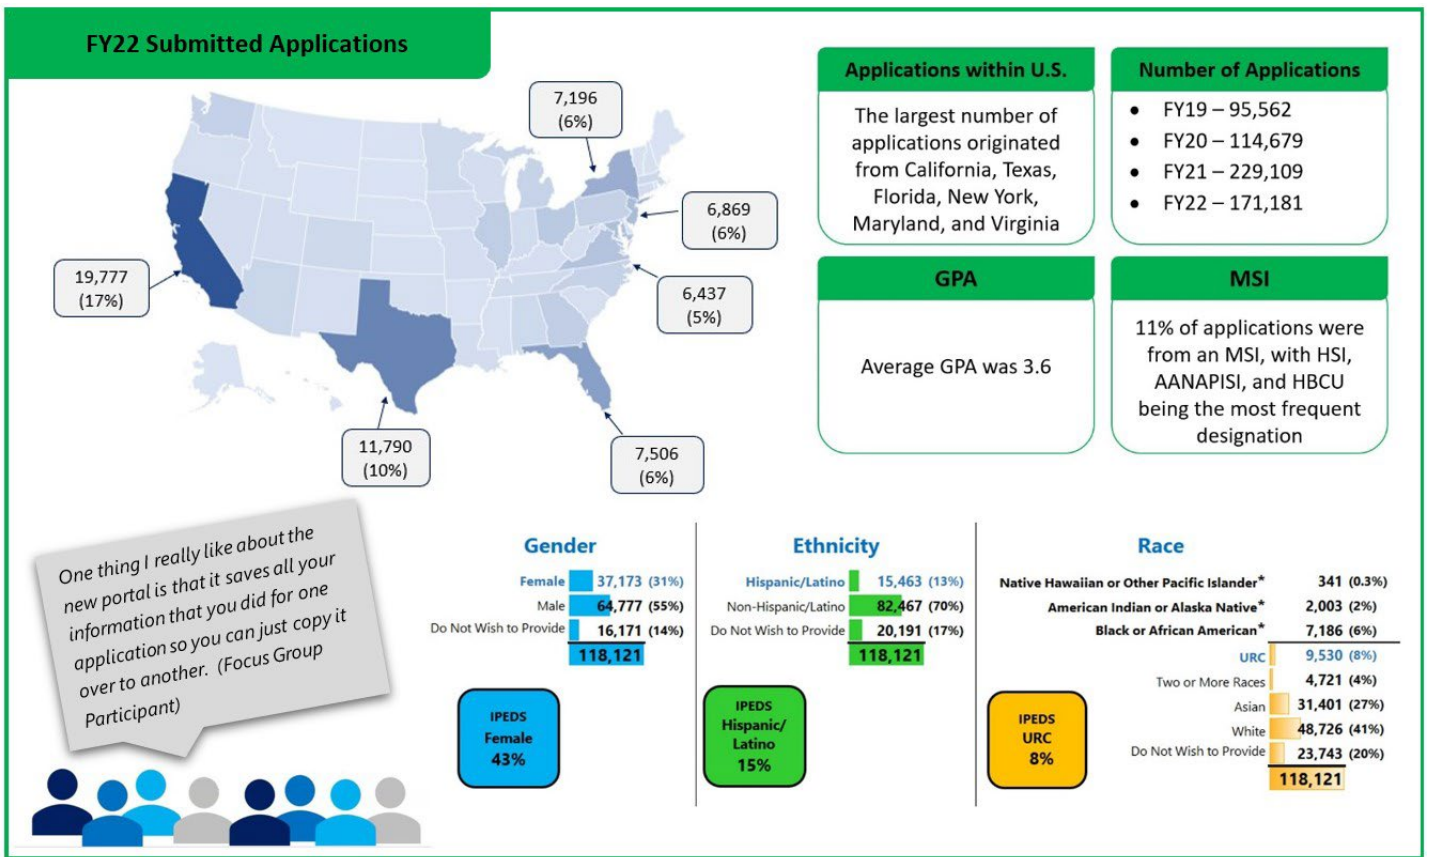 FY22 Submitted Applications
7,196
(6%)
6,869
(6%)
19,777
(17%)
6,437
(5%)
11,790
(10%)
7,506
(6%)
Applications within U.S.
The largest number of
applications originated
from California, Texas,
Florida, New York,
Maryland, and Virginia
Number of Applications
• FY19 – 95,562
• FY20 – 114,679
• FY21 – 229,109
• FY22 – 171,181
GPA
Average GPA was 3.6
MSI
11% of applications were
from an MSI, with HSI,
AANAPISI, and HBCU
being the most frequent
designation
One thing I really like about the
new portal is that it saves all your
information that you did for one
application so you can just copy it
over to another. (Focus Group
Participant)
Gender
Female 37,173 (31%)
Male 64,777 (55%)
Do Not Wish to Provide 16,171 (14%)
118,121
IPEDS
Female
43%
Ethnicity
Hispanic/Latino 15,463 (13%)
Non-Hispanic/Latino 82,467 (70%)
Do Not Wish to Provide 20,191 (17%)
118,121
IPEDS
Hispanic/
Latino
15%
Race
Native Hawaiian or Other Pacific Islander* 341 (0.3%)
American Indian or Alaska Native* 2,003 (2%)
Black or African American* 7,186 (6%)
URC 9,530 (8%)
Two or More Races 4,721 (4%)
Asian 31,401 (27%)
White 48,726 (41%)
Do Not Wish to Provide 23,743 (20%)
118,121
IPEDS
URC
8%